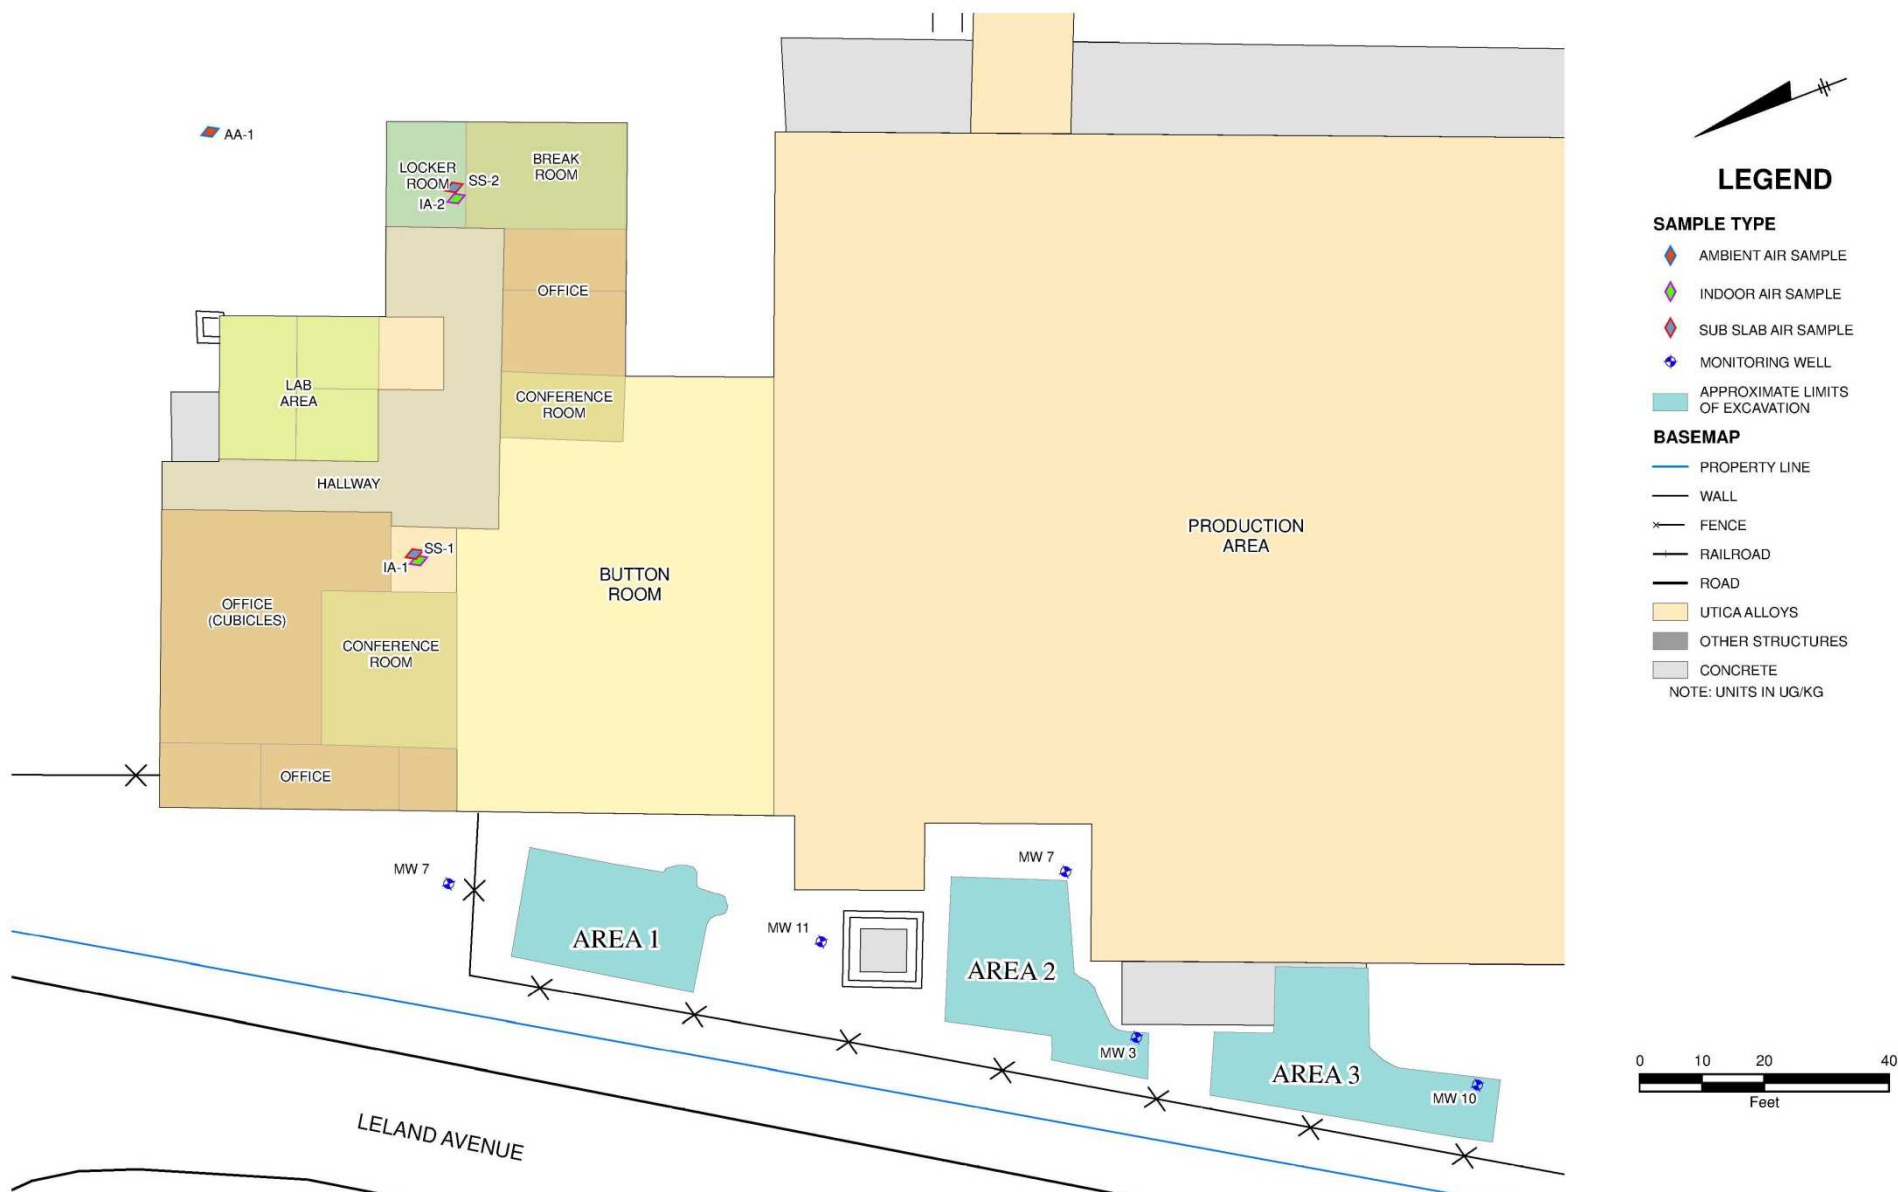 AA-1
LOCKER
ROOM
SS-2
IA-2
BREAK
ROOM
OFFICE
LAB
AREA
CONFERENCE
ROOM
HALLWAY
SS-1
IA-1
OFFICE
(CUBICLES)
CONFERENCE
ROOM
OFFICE
BUTTON
ROOM
PRODUCTION
AREA
MW 7
AREA 1
MW 11
MW 7
AREA 2
MW 3
AREA 3
MW 10
LELAND AVENUE
LEGEND
SAMPLE TYPE
AMBIENT AIR SAMPLE
INDOOR AIR SAMPLE
SUB SLAB AIR SAMPLE
MONITORING WELL
APPROXIMATE LIMITS
OF EXCAVATION
BASEMAP
PROPERTY LINE
WALL
FENCE
RAILROAD
ROAD
UTICA ALLOYS
OTHER STRUCTURES
CONCRETE
NOTE: UNITS IN UG/KG
0 10 20 40
Feet